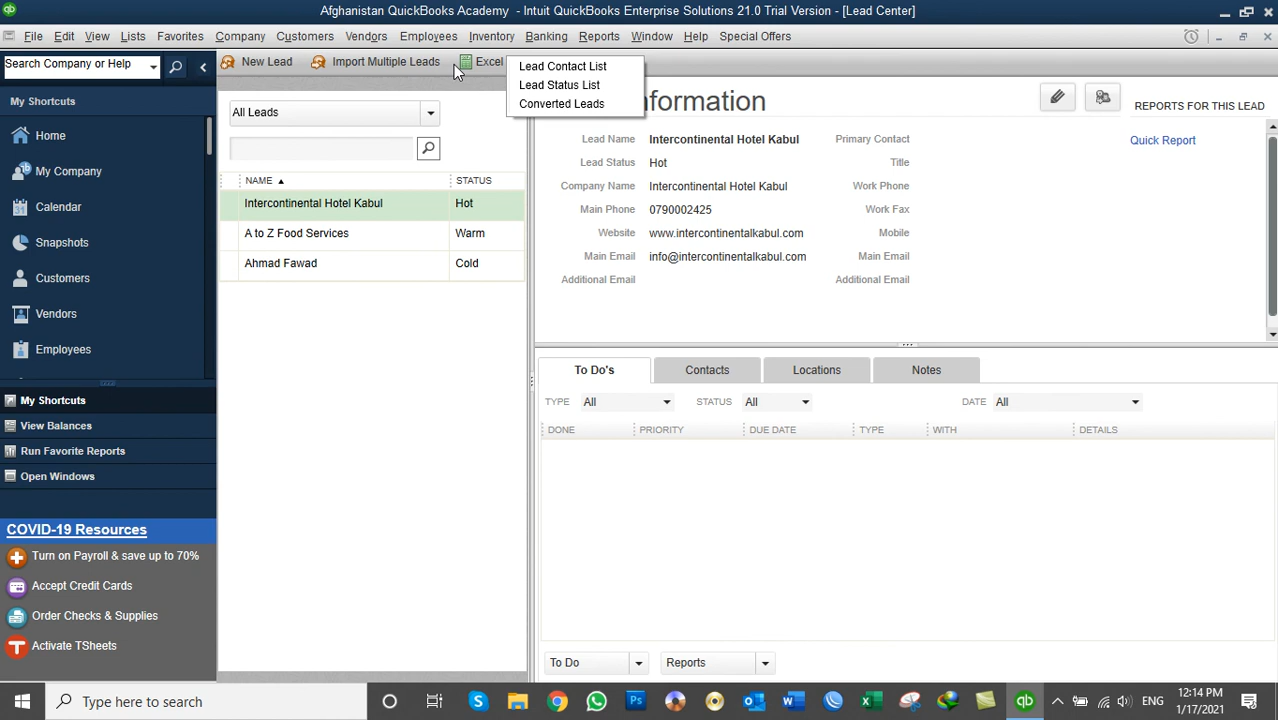 Afghanistan QuickBooks Academy - Intuit QuickBooks Enterprise Solutions 21.0 Trial Version - [Lead Center]
File Edit View Lists Favorites Company Customers Vendors Employees Inventory Banking Reports Window Help Special Offers
Search Company or Help
New Lead Import Multiple Leads Excel
Lead Contact List
Lead Status List
Converted Leads
My Shortcuts
Home
My Company
Calendar
Snapshots
Customers
Vendors
Employees
My Shortcuts
View Balances
Run Favorite Reports
Open Windows
COVID-19 Resources
Turn on Payroll & save up to 70%
Accept Credit Cards
Order Checks & Supplies
Activate TSheets
All Leads
NAME STATUS
Intercontinental Hotel Kabul Hot
A to Z Food Services Warm
Ahmad Fawad Cold
nformation
REPORTS FOR THIS LEAD
Quick Report
Lead Name Intercontinental Hotel Kabul Primary Contact
Lead Status Hot Title
Company Name Intercontinental Hotel Kabul Work Phone
Main Phone 0790002425 Work Fax
Website www.intercontinentalkabul.com Mobile
Main Email info@intercontinentalkabul.com Main Email
Additional Email Additional Email
To Do's Contacts Locations Notes
TYPE All STATUS All DATE All
DONE PRIORITY DUE DATE TYPE WITH DETAILS
To Do Reports
Type here to search
ENG
12:14 PM
1/17/2021